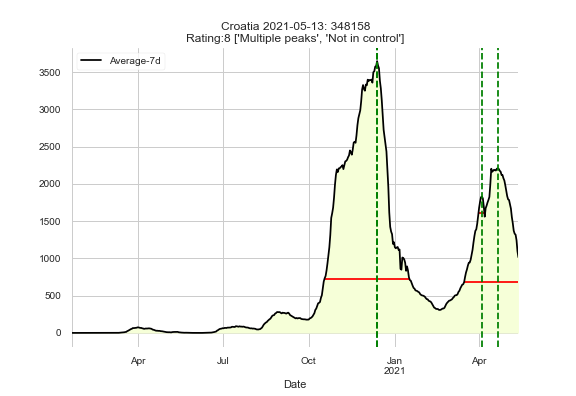 Croatia 2021-05-13: 348158
Rating:8 ['Multiple peaks', 'Not in control']
Average-7d
3500
3000
2500
2000
1500
1000
500
0
Apr
Jul
Oct
Jan
2021
Apr
Date